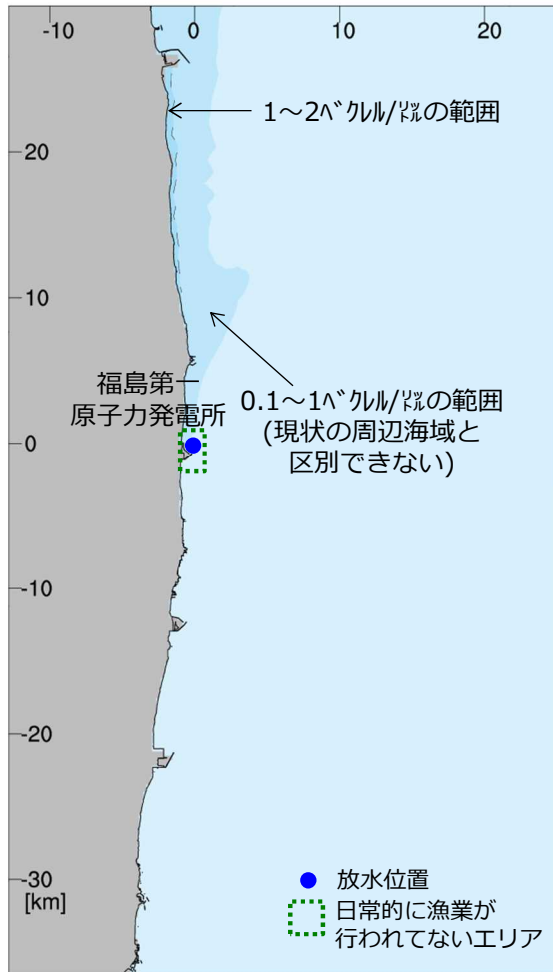 -10 0 10 20
1～2ﾍﾞｸﾚﾙ/㍑の範囲
20
10
福島第一
原子力発電所
0.1～1ﾍﾞｸﾚﾙ/㍑の範囲
(現状の周辺海域と
区別できない)
0
-10
-20
-30
[km]
放水位置
日常的に漁業が
行われてないエリア